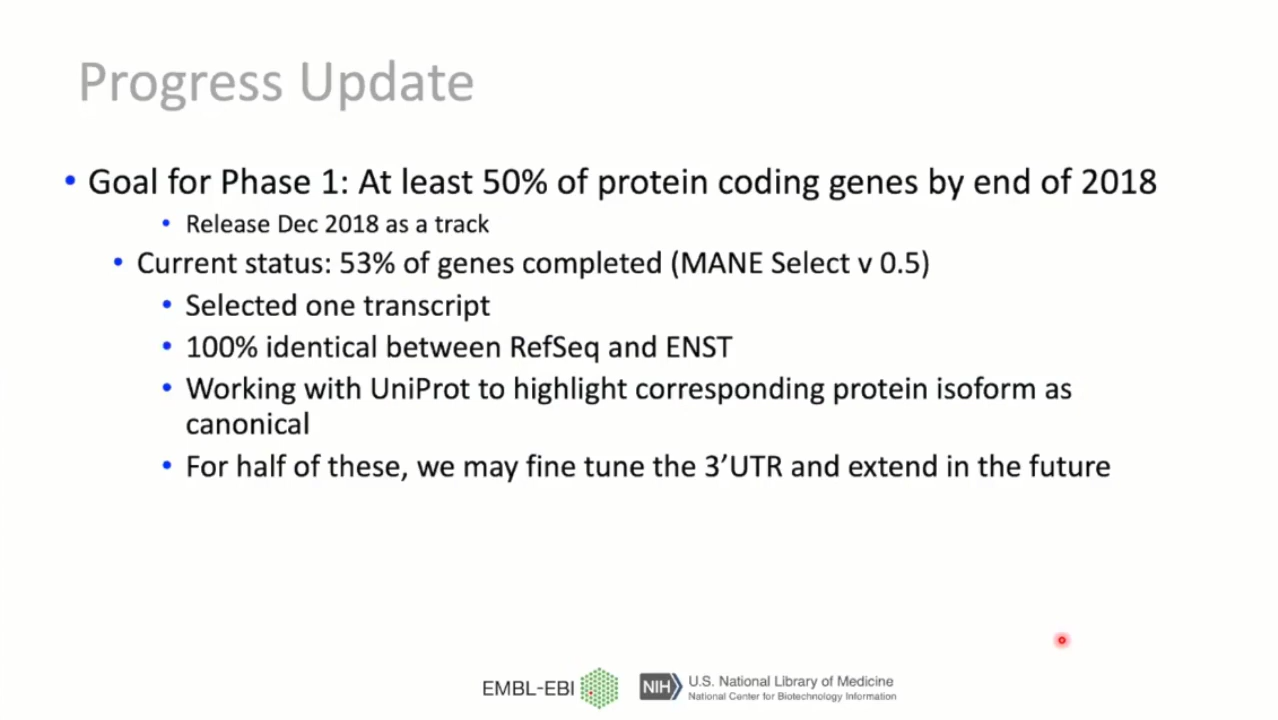 Progress Update
• Goal for Phase 1: At least 50% of protein coding genes by end of 2018
• Release Dec 2018 as a track
• Current status: 53% of genes completed (MANE Select v 0.5)
• Selected one transcript
• 100% identical between RefSeq and ENST
• Working with UniProt to highlight corresponding protein isoform as
canonical
• For half of these, we may fine tune the 3’UTR and extend in the future
EMBL-EBI
NIH
U.S. National Library of Medicine
National Center for Biotechnology Information